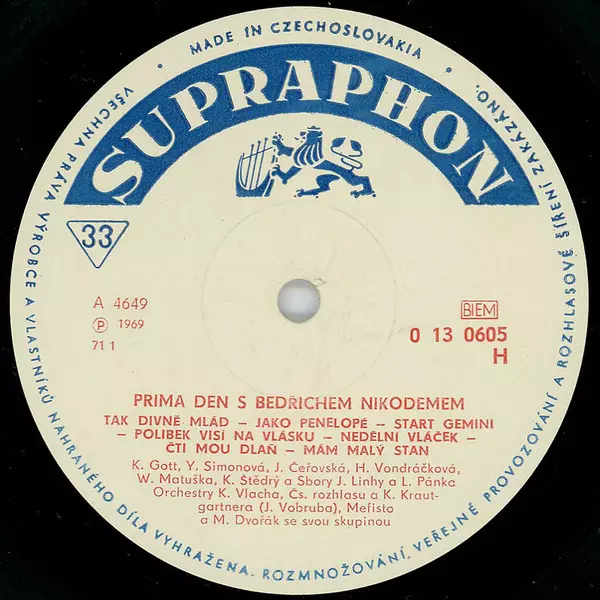 • MADE IN CZECHOSLOVAKIA •
VŠECHNA PRÁVA VÝROBCE A VLASTNÍKŮ NAHRANÉHO DÍLA VYHRAŽENA. ROZMNOŽOVÁNÍ, VEŘEJNÉ PROVOZOVÁNÍ A ROZHLASOVÉ ŠÍŘENÍ ZAKÁZÁNO.
SUPRAPHON
33
A 4649
Ⓟ 1969
71 1
BIEM
0 13 0605
H
PRIMA DEN S BEDŘICHEM NIKODEMEM
TAK DIVNĚ MLÁD – JAKO PENELOPÉ – START GEMINI
– POLIBEK VISÍ NA VLÁSKU – NEDĚLNÍ VLÁČEK –
ČTI MOU DLAŇ – MÁM MALÝ STAN
K. Gott, Y. Simonová, J. Čeřovská, H. Vondráčková,
W. Matuška, K. Štědrý a Sbory J. Linhy a L. Pánka
Orchestry K. Vlacha, Čs. rozhlasu a K. Kraut-
gartnera (J. Vobruba), Mefisto
a M. Dvořák se svou skupinou